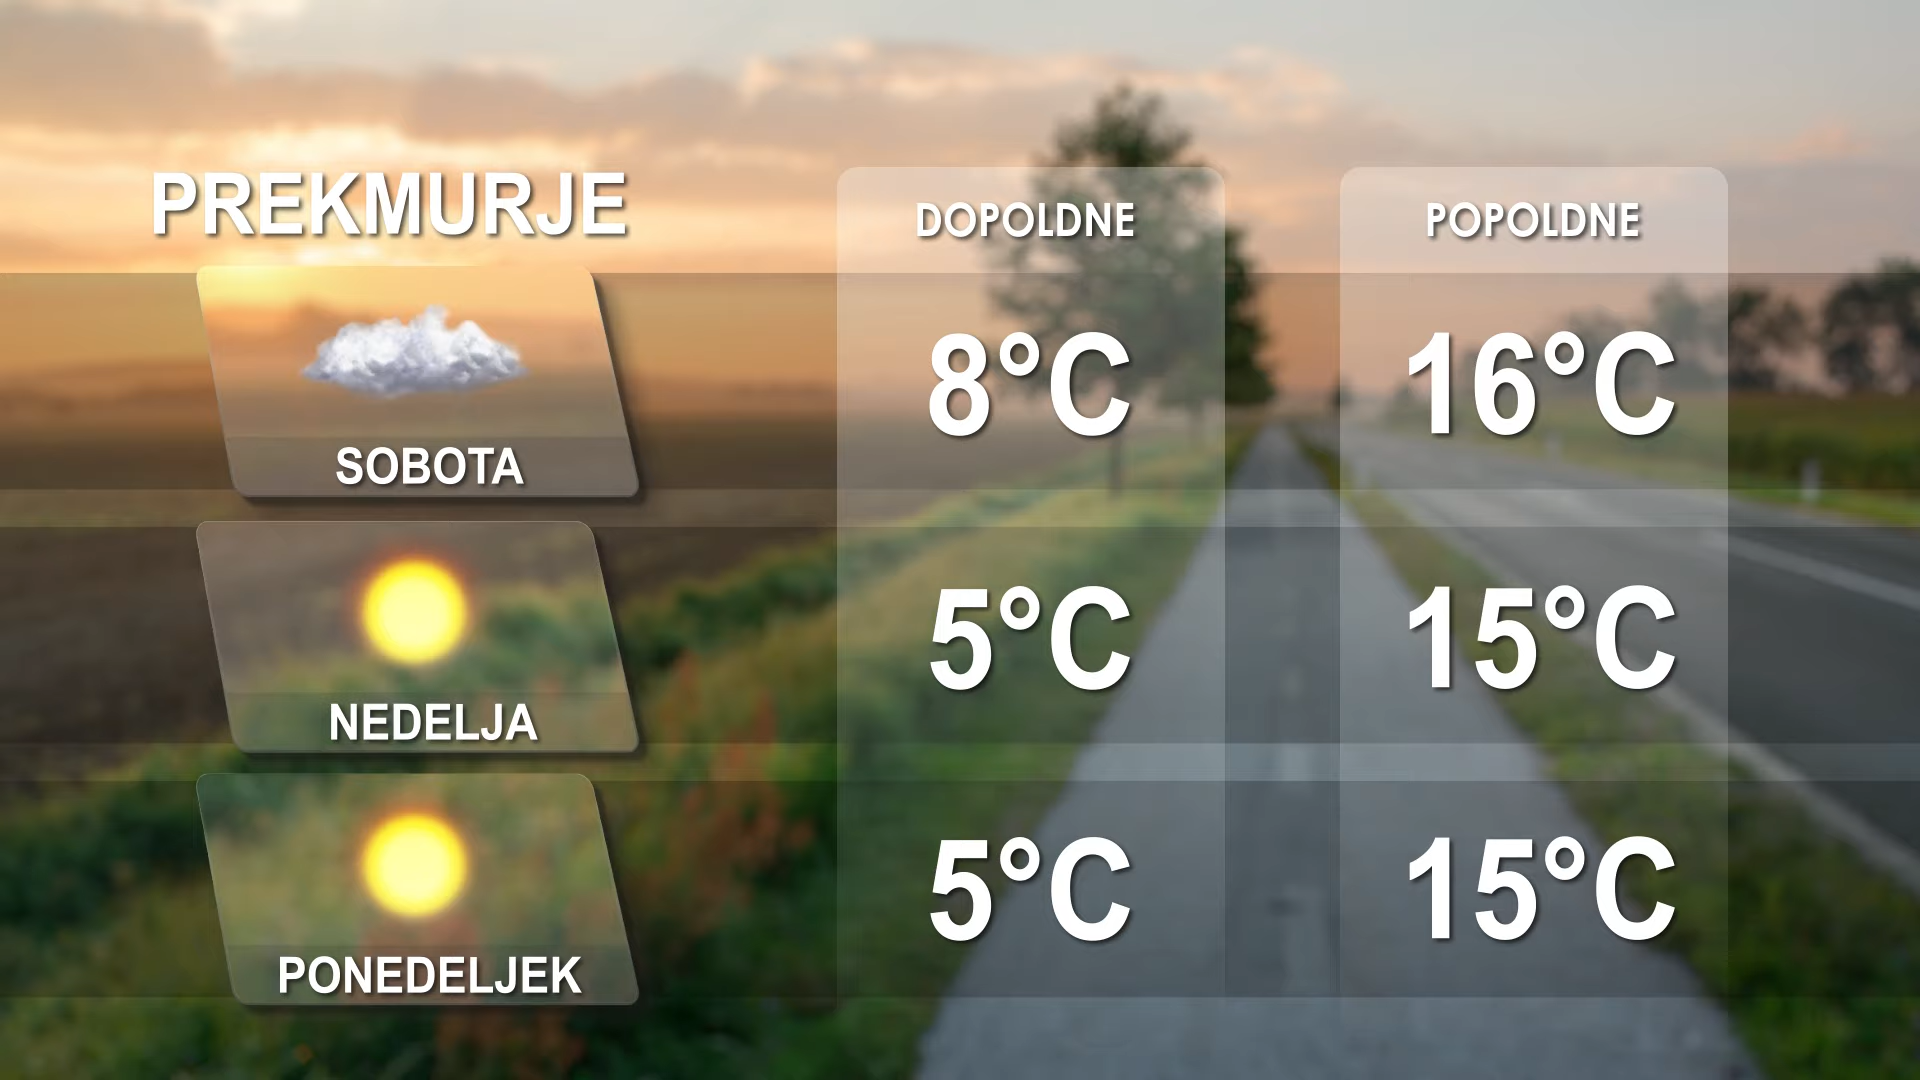 PREKMURJE
DOPOLDNE
POPOLDNE
8°C
16°C
SOBOTA
5°C
15°C
NEDELJA
5°C
15°C
PONEDELJEK